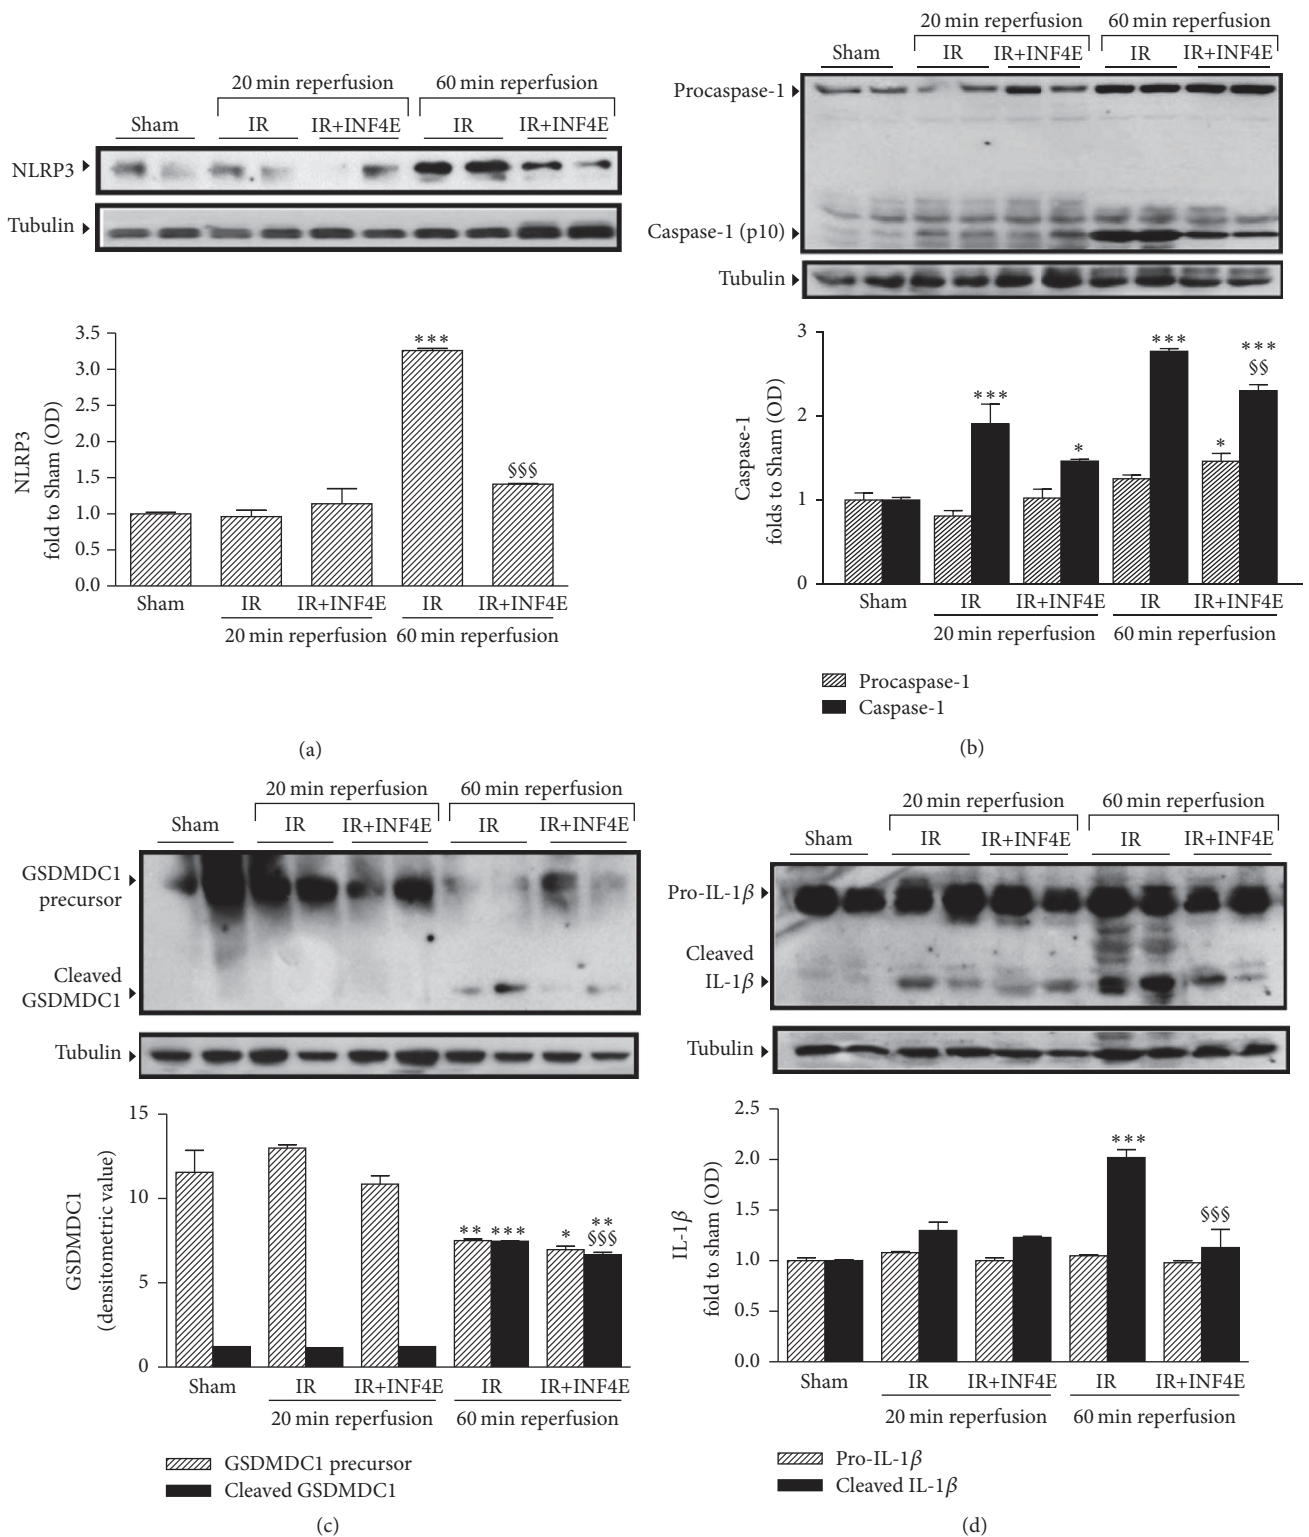 20 min reperfusion 60 min reperfusion
Sham IR IR+INF4E IR IR+INF4E
NLRP3
Tubulin
3.5
3.0
2.5
2.0
1.5
1.0
0.5
0.0
NLRP3
fold to Sham (OD)
***
§§§
Sham IR IR+INF4E IR IR+INF4E
20 min reperfusion 60 min reperfusion
(a)
20 min reperfusion 60 min reperfusion
Sham IR IR+INF4E IR IR+INF4E
Procaspase-1
Caspase-1 (p10)
Tubulin
3
2
1
0
Caspase-1
folds to Sham (OD)
***
*
***
*
***
§§
Sham IR IR+INF4E IR IR+INF4E
20 min reperfusion 60 min reperfusion
Procaspase-1
Caspase-1
(b)
20 min reperfusion 60 min reperfusion
Sham IR IR+INF4E IR IR+INF4E
GSDMDC1
precursor
Cleaved
GSDMDC1
Tubulin
15
10
5
0
GSDMDC1
(densitometric value)
** ***
*
**
§§§
Sham IR IR+INF4E IR IR+INF4E
20 min reperfusion 60 min reperfusion
GSDMDC1 precursor
Cleaved GSDMDC1
(c)
20 min reperfusion 60 min reperfusion
Sham IR IR+INF4E IR IR+INF4E
Pro-IL-1β
Cleaved
IL-1β
Tubulin
2.5
2.0
1.5
1.0
0.5
0.0
IL-1β
fold to sham (OD)
***
§§§
Sham IR IR+INF4E IR IR+INF4E
20 min reperfusion 60 min reperfusion
Pro-IL-1β
Cleaved IL-1β
(d)